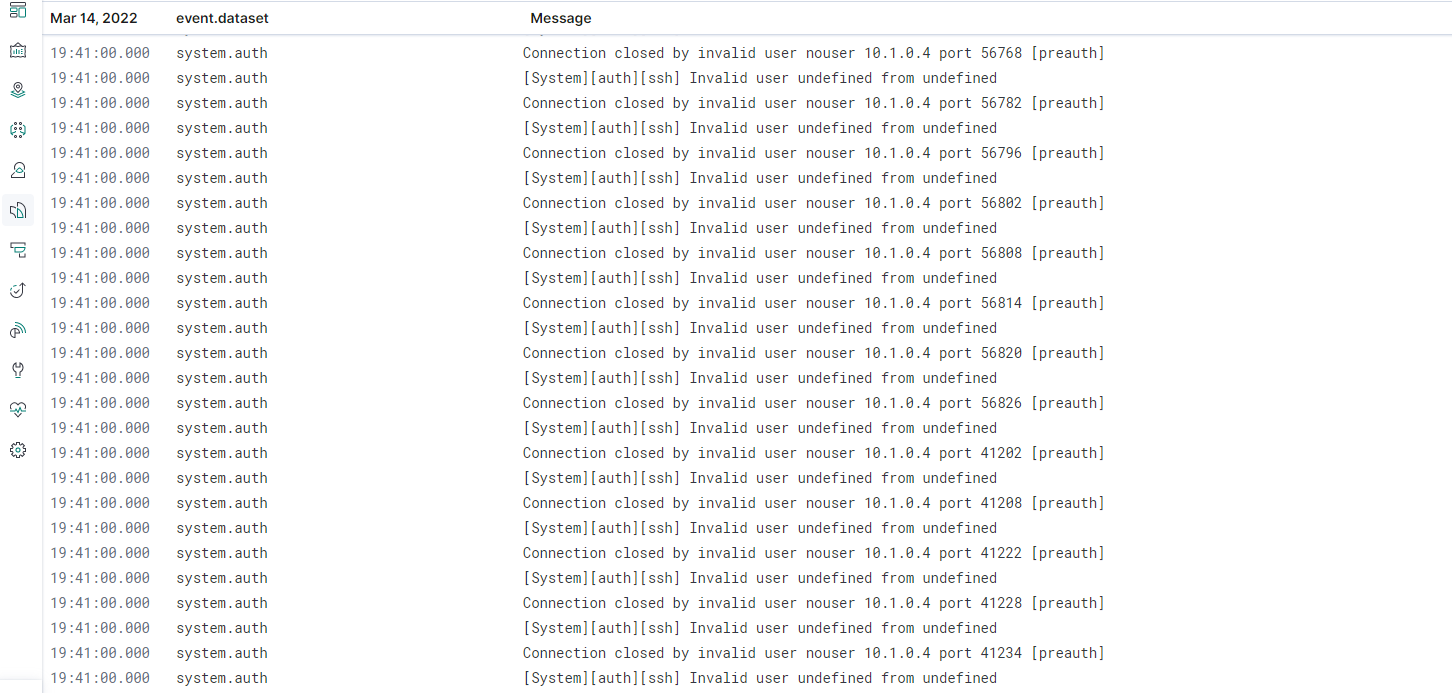 Mar 14, 2022 event.dataset Message
19:41:00.000 system.auth Connection closed by invalid user nouser 10.1.0.4 port 56768 [preauth]
19:41:00.000 system.auth [System][auth][ssh] Invalid user undefined from undefined
19:41:00.000 system.auth Connection closed by invalid user nouser 10.1.0.4 port 56782 [preauth]
19:41:00.000 system.auth [System][auth][ssh] Invalid user undefined from undefined
19:41:00.000 system.auth Connection closed by invalid user nouser 10.1.0.4 port 56796 [preauth]
19:41:00.000 system.auth [System][auth][ssh] Invalid user undefined from undefined
19:41:00.000 system.auth Connection closed by invalid user nouser 10.1.0.4 port 56802 [preauth]
19:41:00.000 system.auth [System][auth][ssh] Invalid user undefined from undefined
19:41:00.000 system.auth Connection closed by invalid user nouser 10.1.0.4 port 56808 [preauth]
19:41:00.000 system.auth [System][auth][ssh] Invalid user undefined from undefined
19:41:00.000 system.auth Connection closed by invalid user nouser 10.1.0.4 port 56814 [preauth]
19:41:00.000 system.auth [System][auth][ssh] Invalid user undefined from undefined
19:41:00.000 system.auth Connection closed by invalid user nouser 10.1.0.4 port 56820 [preauth]
19:41:00.000 system.auth [System][auth][ssh] Invalid user undefined from undefined
19:41:00.000 system.auth Connection closed by invalid user nouser 10.1.0.4 port 56826 [preauth]
19:41:00.000 system.auth [System][auth][ssh] Invalid user undefined from undefined
19:41:00.000 system.auth Connection closed by invalid user nouser 10.1.0.4 port 41202 [preauth]
19:41:00.000 system.auth [System][auth][ssh] Invalid user undefined from undefined
19:41:00.000 system.auth Connection closed by invalid user nouser 10.1.0.4 port 41208 [preauth]
19:41:00.000 system.auth [System][auth][ssh] Invalid user undefined from undefined
19:41:00.000 system.auth Connection closed by invalid user nouser 10.1.0.4 port 41222 [preauth]
19:41:00.000 system.auth [System][auth][ssh] Invalid user undefined from undefined
19:41:00.000 system.auth Connection closed by invalid user nouser 10.1.0.4 port 41228 [preauth]
19:41:00.000 system.auth [System][auth][ssh] Invalid user undefined from undefined
19:41:00.000 system.auth Connection closed by invalid user nouser 10.1.0.4 port 41234 [preauth]
19:41:00.000 system.auth [System][auth][ssh] Invalid user undefined from undefined